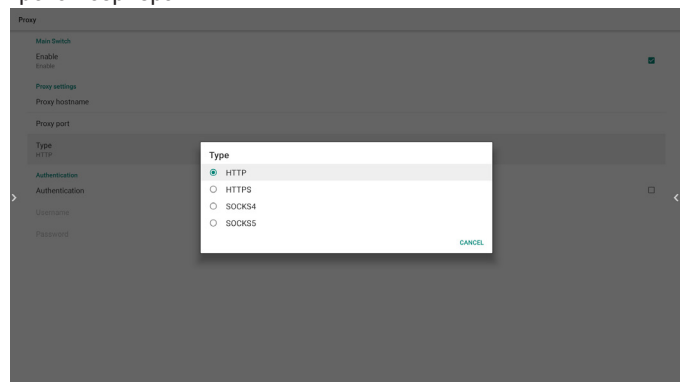 Proxy
Main Switch
Enable
Enable
Proxy settings
Proxy hostname
Proxy port
Type
HTTP
Authentication
Authentication
Username
Password
Type
HTTP
HTTPS
SOCKS4
SOCKS5
CANCEL